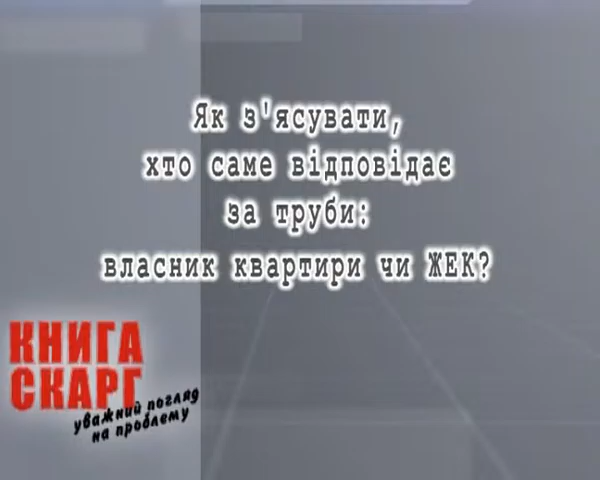 Як з'ясувати,
хто саме відповідає
за труби:
власник квартири чи ЖЕК?
КНИГА
СКАРГ
уважний погляд
на проблему